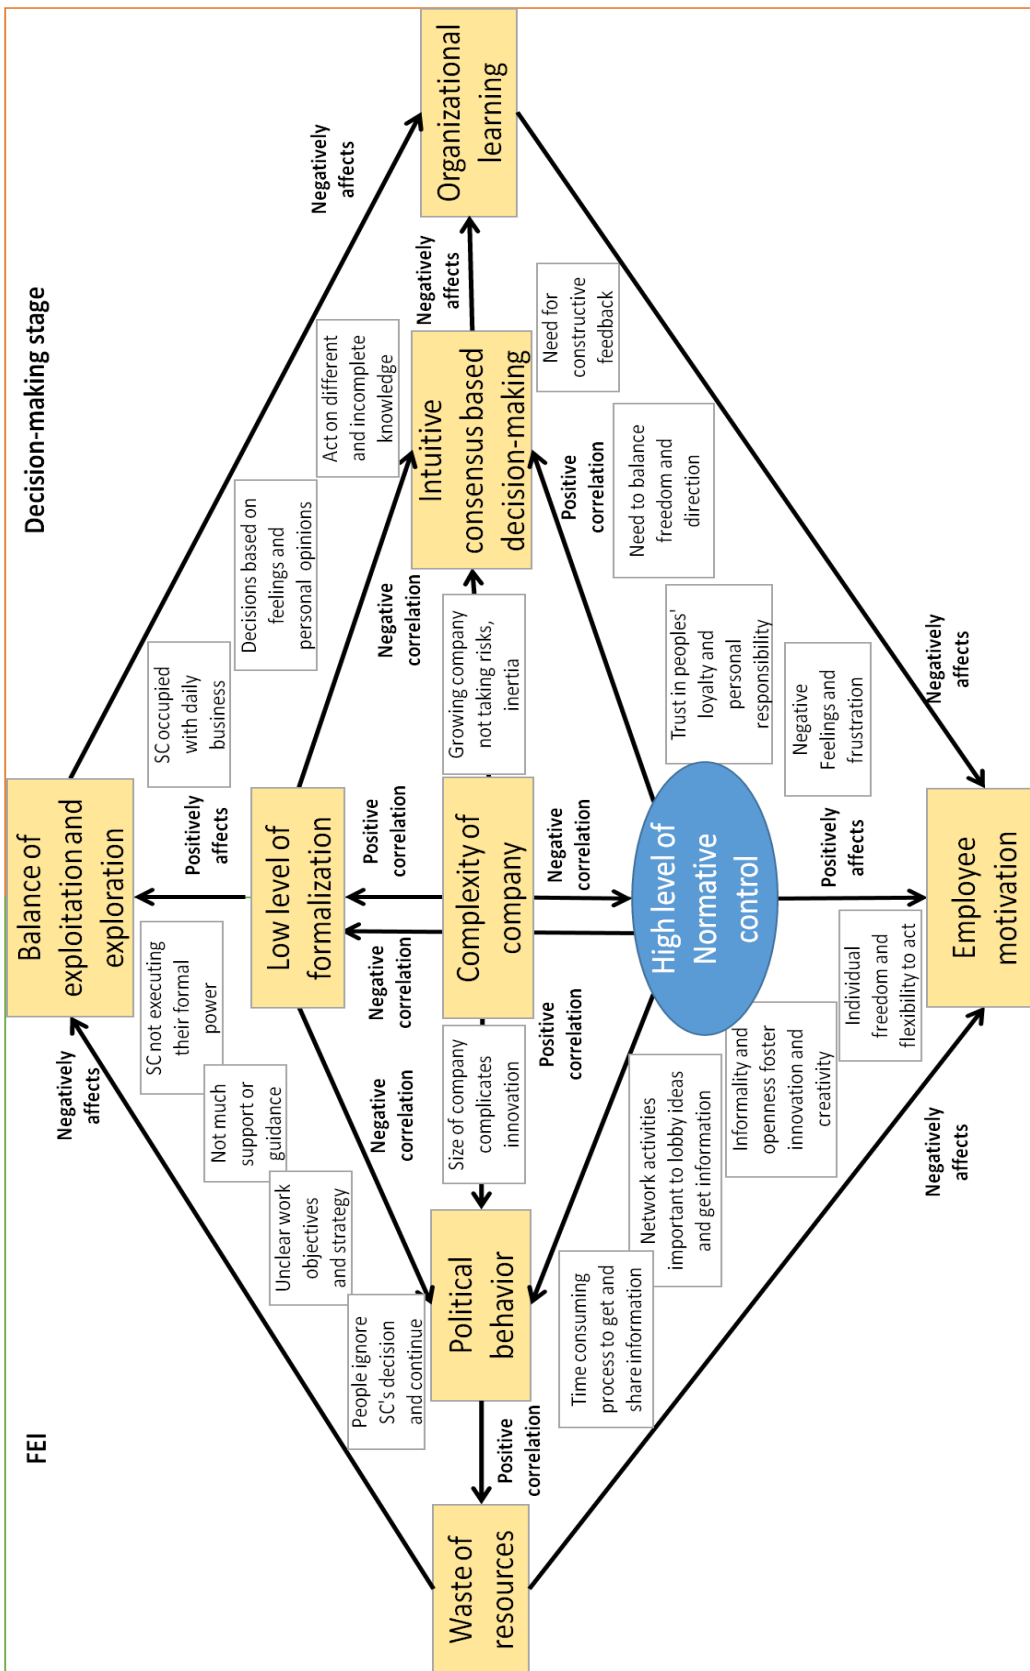 FEI
Decision-making stage
Balance of
exploitation and
exploration
Negatively
affects
Negatively
affects
SC not executing
their formal
power
Positively
affects
SC occupied
with daily
business
Not much
support or
guidance
Low level of
formalization
Decisions based on
feelings and
personal opinions
Unclear work
objectives
and strategy
Act on different
and incomplete
knowledge
People ignore
SC's decision
and continue
Negative
correlation
Negative
correlation
Positive
correlation
Negative
correlation
Waste of
resources
Positive
correlation
Political
behavior
Size of company
complicates
innovation
Complexity of
company
Growing company
not taking risks,
inertia
Intuitive
consensus based
decision-making
Negatively
affects
Organizational
learning
Time consuming
process to get and
share information
Positive
correlation
Negative
correlation
Positive
correlation
Need for
constructive
feedback
Network activities
important to lobby ideas
and get information
High level of
Normative
control
Need to balance
freedom and
direction
Trust in peoples'
loyalty and
personal
responsibility
Informality and
openness foster
innovation and
creativity
Negative
Feelings and
frustration
Individual
freedom and
flexibility to act
Positively
affects
Negatively
affects
Negatively
affects
Employee
motivation